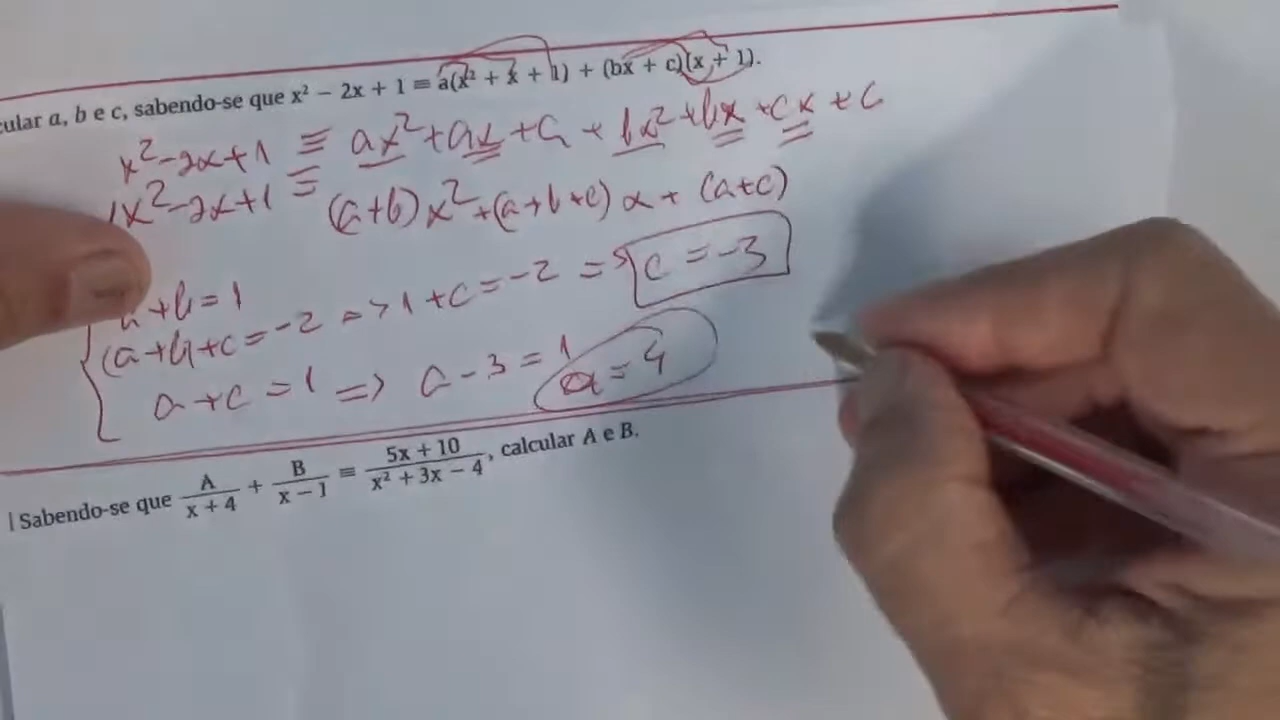 cular a, b e c, sabendo-se que x² − 2x + 1 ≡ a(x² + x + 1) + (bx + c)(x + 1).
x²-2x+1 ≡ ax²+ax+a + bx²+bx+cx+c
1x²-2x+1 ≡ (a+b)x²+(a+b+c)x+(a+c)
a+b=1
(a+b)+c=-2 => 1+c=-2 => c=-3
a+c=1 => a-3=1 a=4
| Sabendo-se que A/(x + 4) + B/(x − 1) ≡ (5x + 10)/(x² + 3x − 4), calcular A e B.